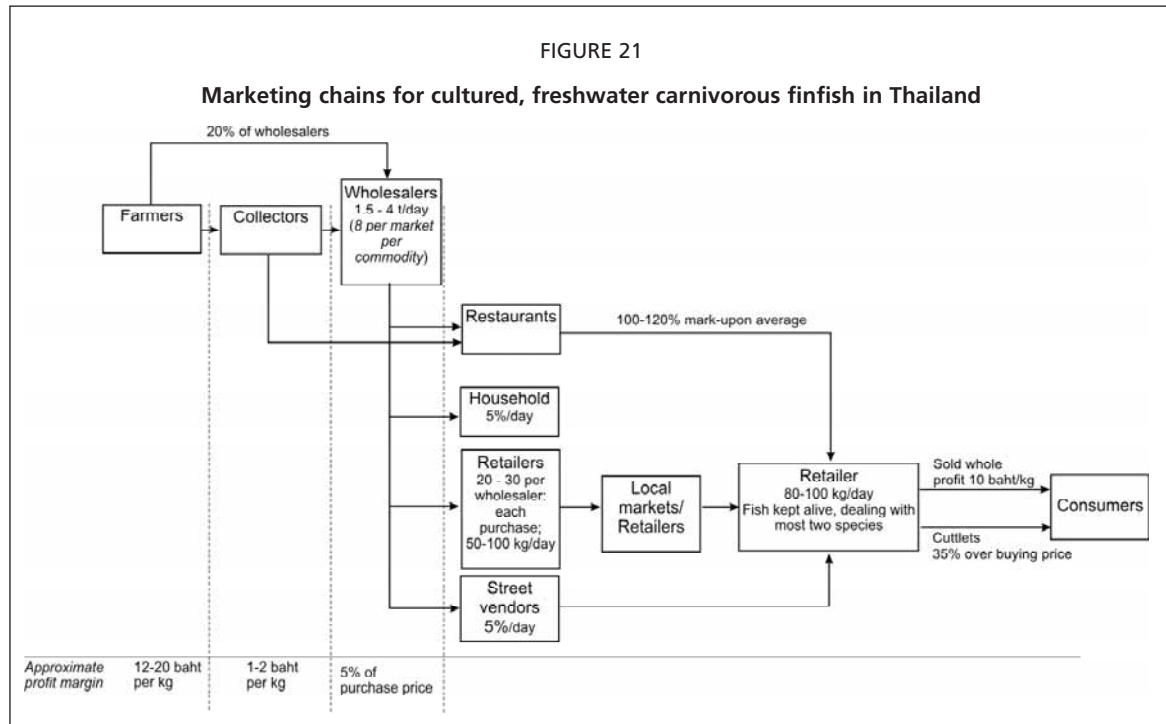 FIGURE 21
Marketing chains for cultured, freshwater carnivorous finfish in Thailand
20% of wholesalers
Farmers
Collectors
Wholesalers
1.5 - 4 t/day
(8 per market
per
commodity)
Restaurants
100-120% mark-upon average
Household
5%/day
Retailers
20 - 30 per
wholesaler:
each
purchase;
50-100 kg/day
Local
markets/
Retailers
Retailer
80-100 kg/day
Fish kept alive, dealing with
most two species
Sold whole
profit 10 baht/kg
Cuttlets
35% over buying price
Consumers
Street
vendors
5%/day
Approximate
profit margin
12-20 baht
per kg
1-2 baht
per kg
5% of
purchase price